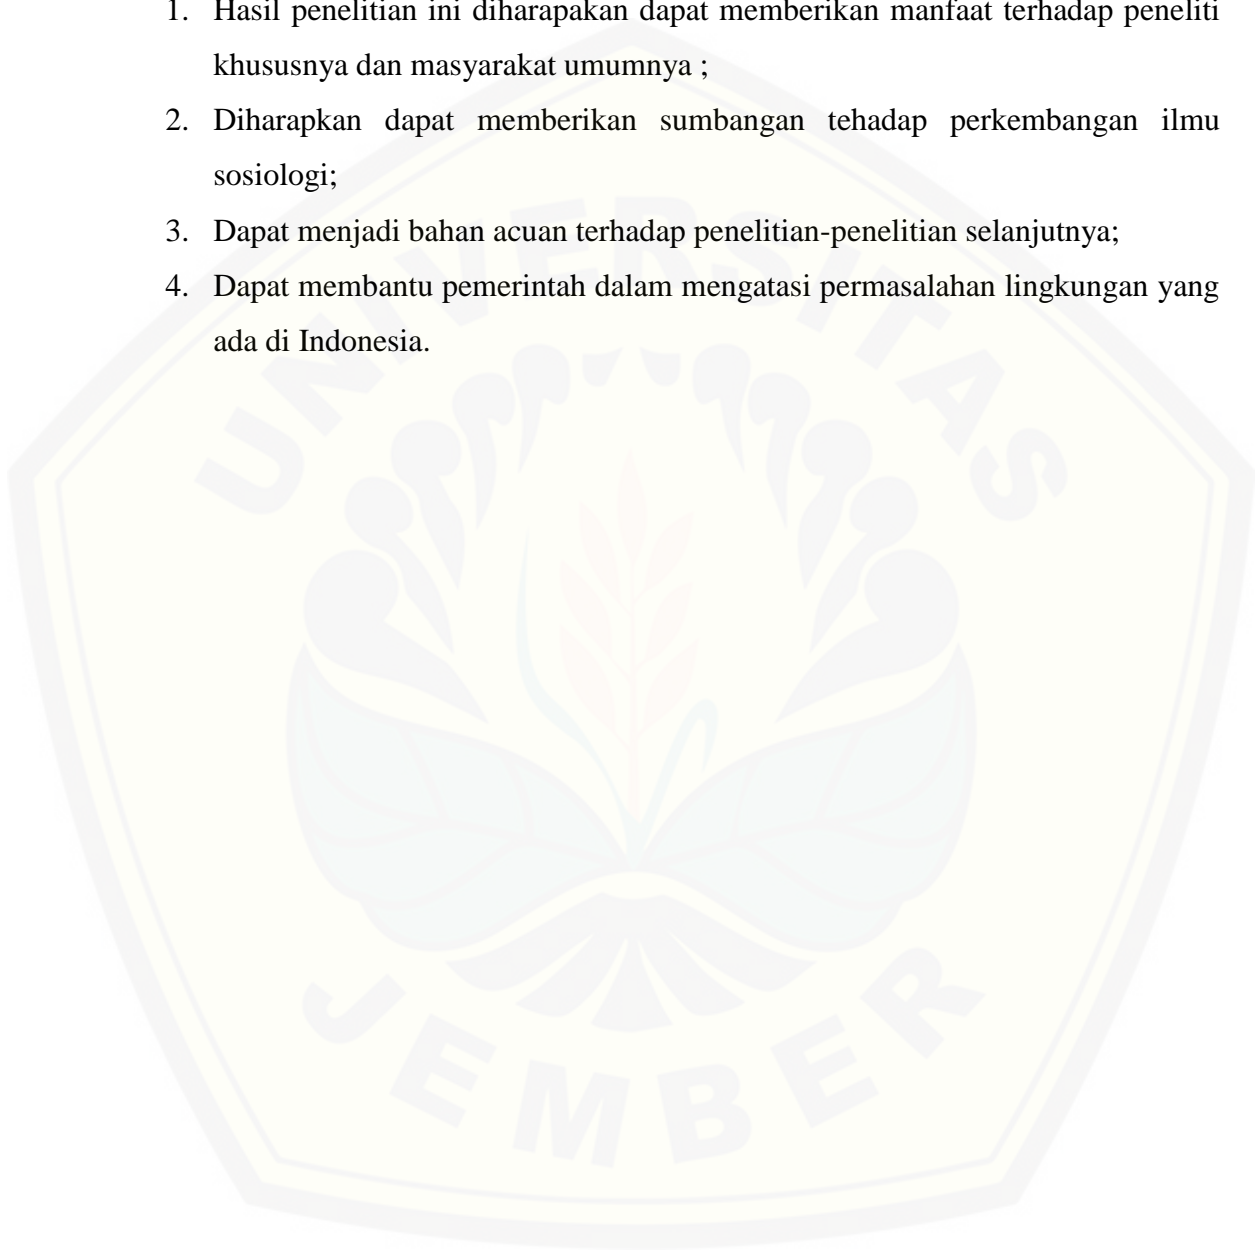 1. Hasil penelitian ini diharapakan dapat memberikan manfaat terhadap peneliti
khususnya dan masyarakat umumnya ;
2. Diharapkan dapat memberikan sumbangan tehadap perkembangan ilmu
sosiologi;
3. Dapat menjadi bahan acuan terhadap penelitian-penelitian selanjutnya;
4. Dapat membantu pemerintah dalam mengatasi permasalahan lingkungan yang
ada di Indonesia.
UNIVERSITAS
JEMBER